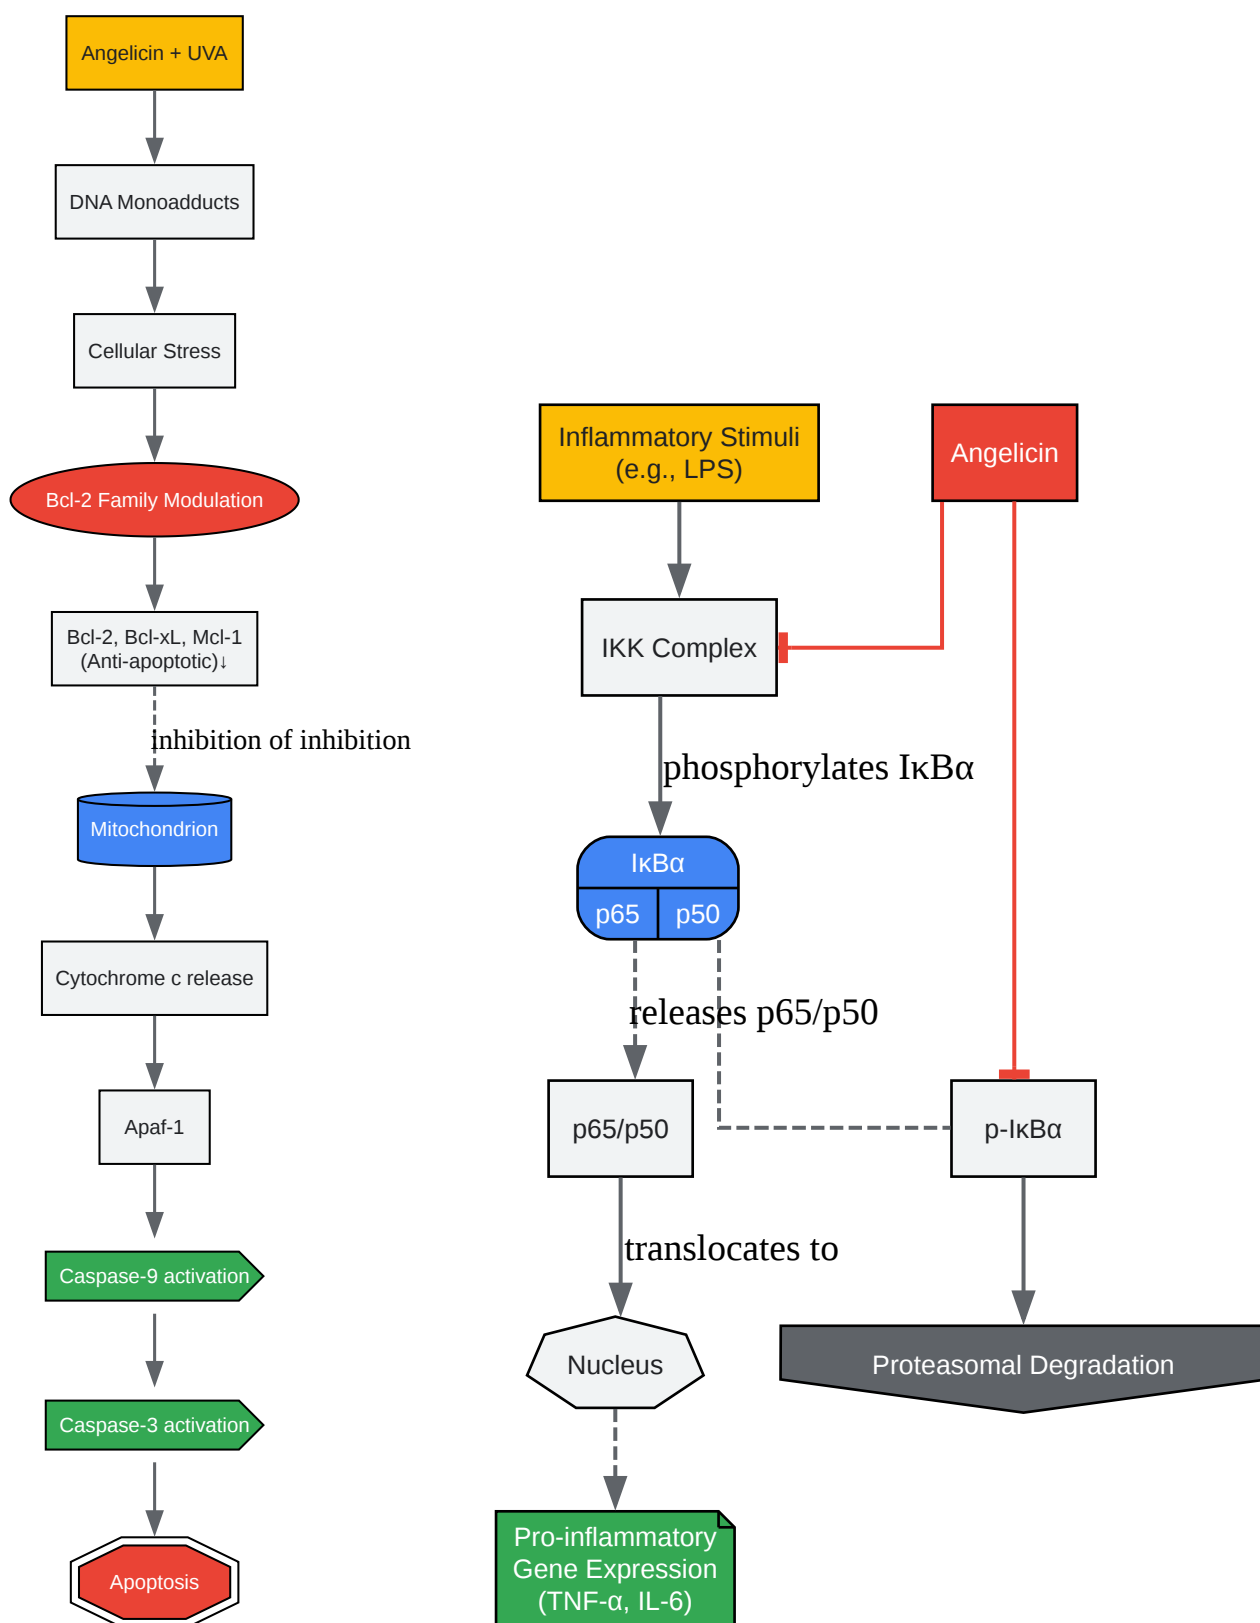 Angelicin + UVA
DNA Monoadducts
Cellular Stress
Bcl-2 Family Modulation
Bcl-2, Bcl-xL, Mcl-1
(Anti-apoptotic)↓
inhibition of inhibition
Mitochondrion
Cytochrome c release
Apaf-1
Caspase-9 activation
Caspase-3 activation
Apoptosis
Inflammatory Stimuli
(e.g., LPS)
Angelicin
IKK Complex
phosphorylates IκBα
IκBα
p65 p50
releases p65/p50
p65/p50
p-IκBα
translocates to
Nucleus
Proteasomal Degradation
Pro-inflammatory
Gene Expression
(TNF-α, IL-6)